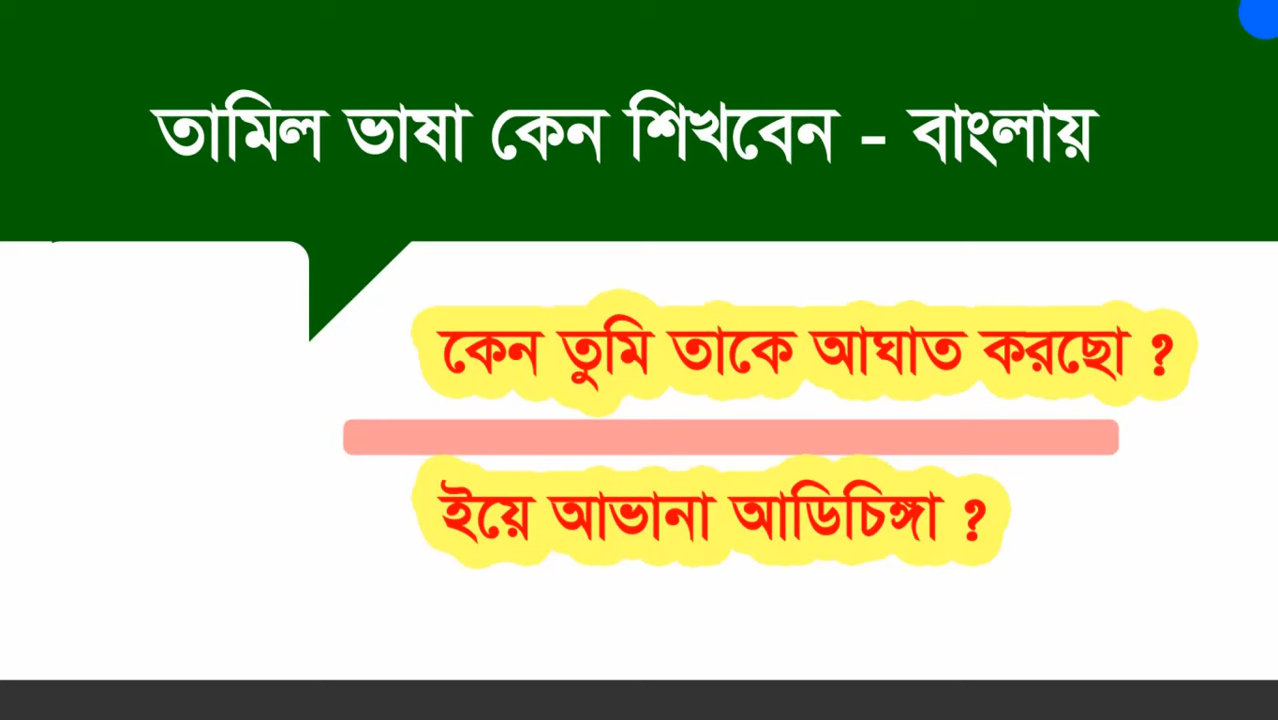 তামিল ভাষা কেন শিখবেন - বাংলায়
কেন তুমি তাকে আঘাত করছো ?
ইয়ে আভানা আডিচিঙ্গা ?